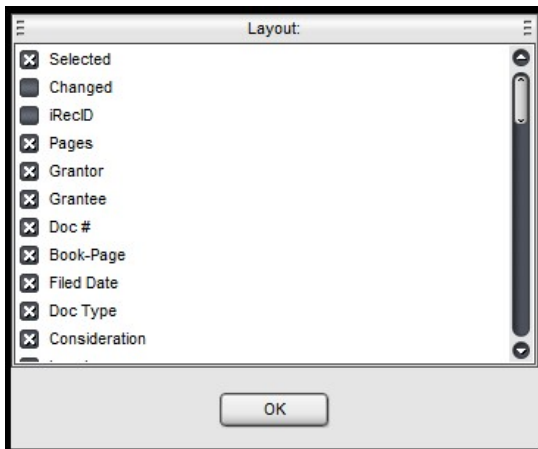 Layout:
Selected
Changed
iRecID
Pages
Grantor
Grantee
Doc #
Book-Page
Filed Date
Doc Type
Consideration
OK